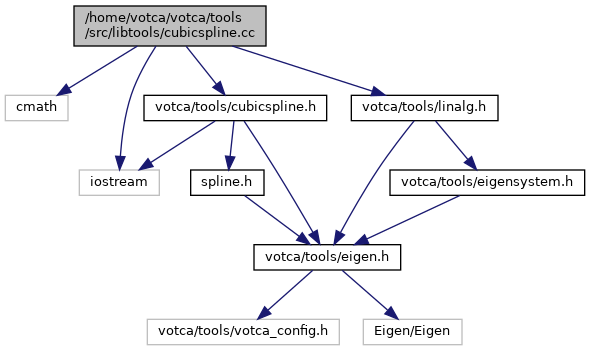 /home/votca/votca/tools
/src/libtools/cubicspline.cc
cmath
votca/tools/cubicspline.h
votca/tools/linalg.h
iostream
spline.h
votca/tools/eigensystem.h
votca/tools/eigen.h
votca/tools/votca_config.h
Eigen/Eigen